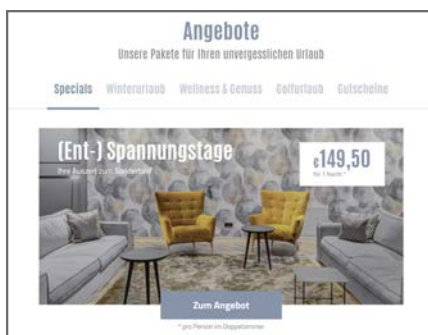 Angebote
Unsere Pakete für Ihren unvergesslichen Urlaub
Specials Winterurlaub Wellness & Genuss Golfurlaub Gutscheine
(Ent-) Spannungstage
Ihre Auszeit zum Sondertarif
€149,50
für 1 Nacht *
Zum Angebot
* pro Person im Doppelzimmer